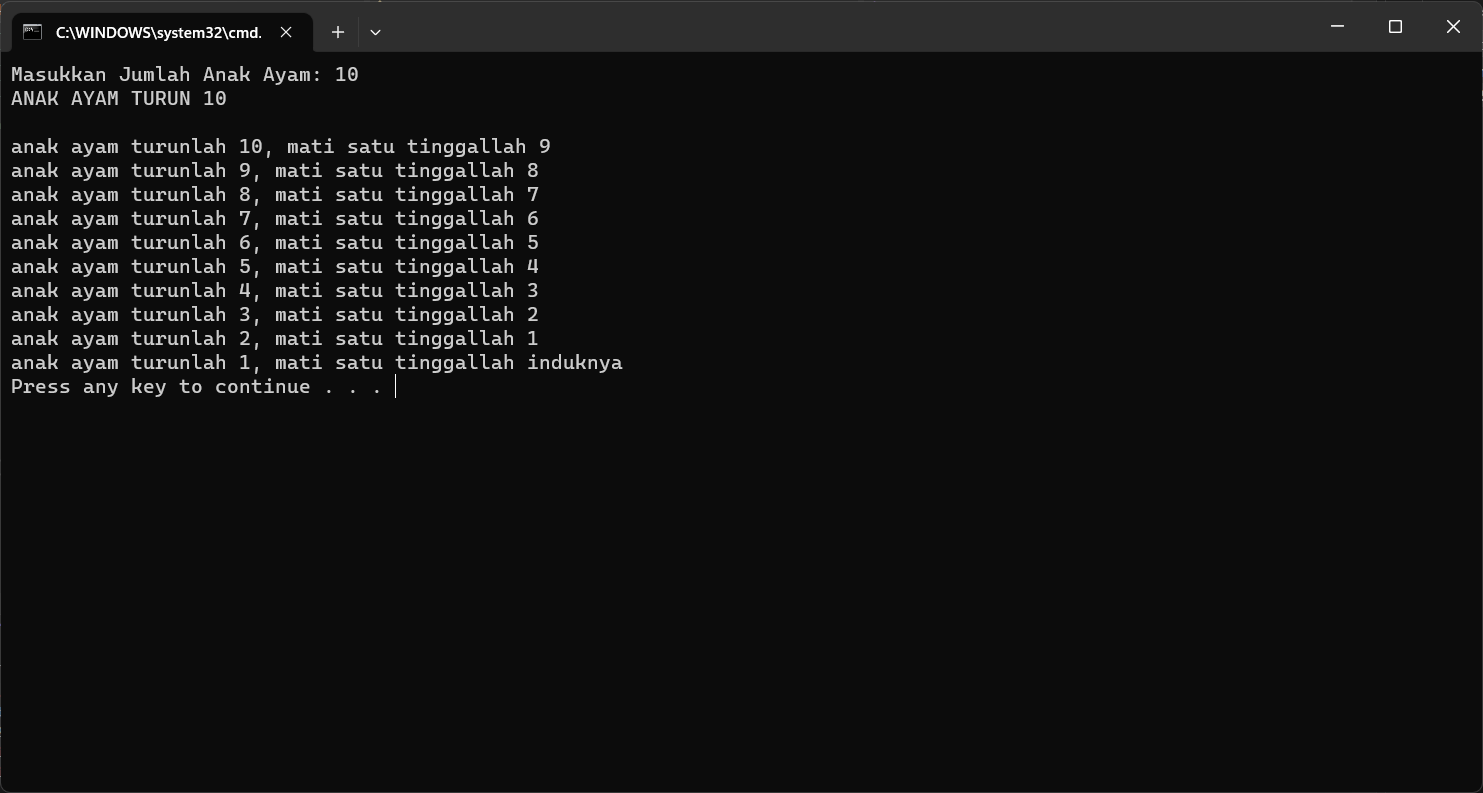 C:\WINDOWS\system32\cmd.
Masukkan Jumlah Anak Ayam: 10
ANAK AYAM TURUN 10
anak ayam turunlah 10, mati satu tinggallah 9
anak ayam turunlah 9, mati satu tinggallah 8
anak ayam turunlah 8, mati satu tinggallah 7
anak ayam turunlah 7, mati satu tinggallah 6
anak ayam turunlah 6, mati satu tinggallah 5
anak ayam turunlah 5, mati satu tinggallah 4
anak ayam turunlah 4, mati satu tinggallah 3
anak ayam turunlah 3, mati satu tinggallah 2
anak ayam turunlah 2, mati satu tinggallah 1
anak ayam turunlah 1, mati satu tinggallah induknya
Press any key to continue . . .